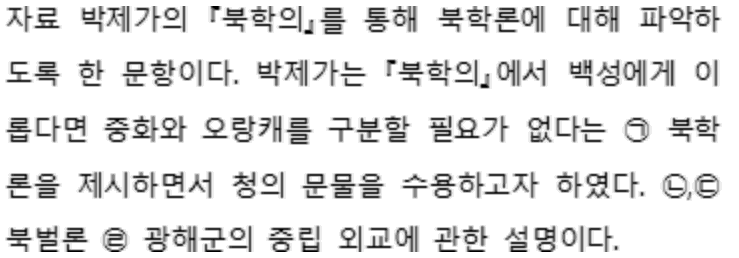 자료 박제가의 『북학의』를 통해 북학론에 대해 파악하
도록 한 문항이다. 박제가는 『북학의』에서 백성에게 이
롭다면 중화와 오랑캐를 구분할 필요가 없다는 ㉠ 북학
론을 제시하면서 청의 문물을 수용하고자 하였다. ㉡,㉢
북벌론 ㉣ 광해군의 중립 외교에 관한 설명이다.